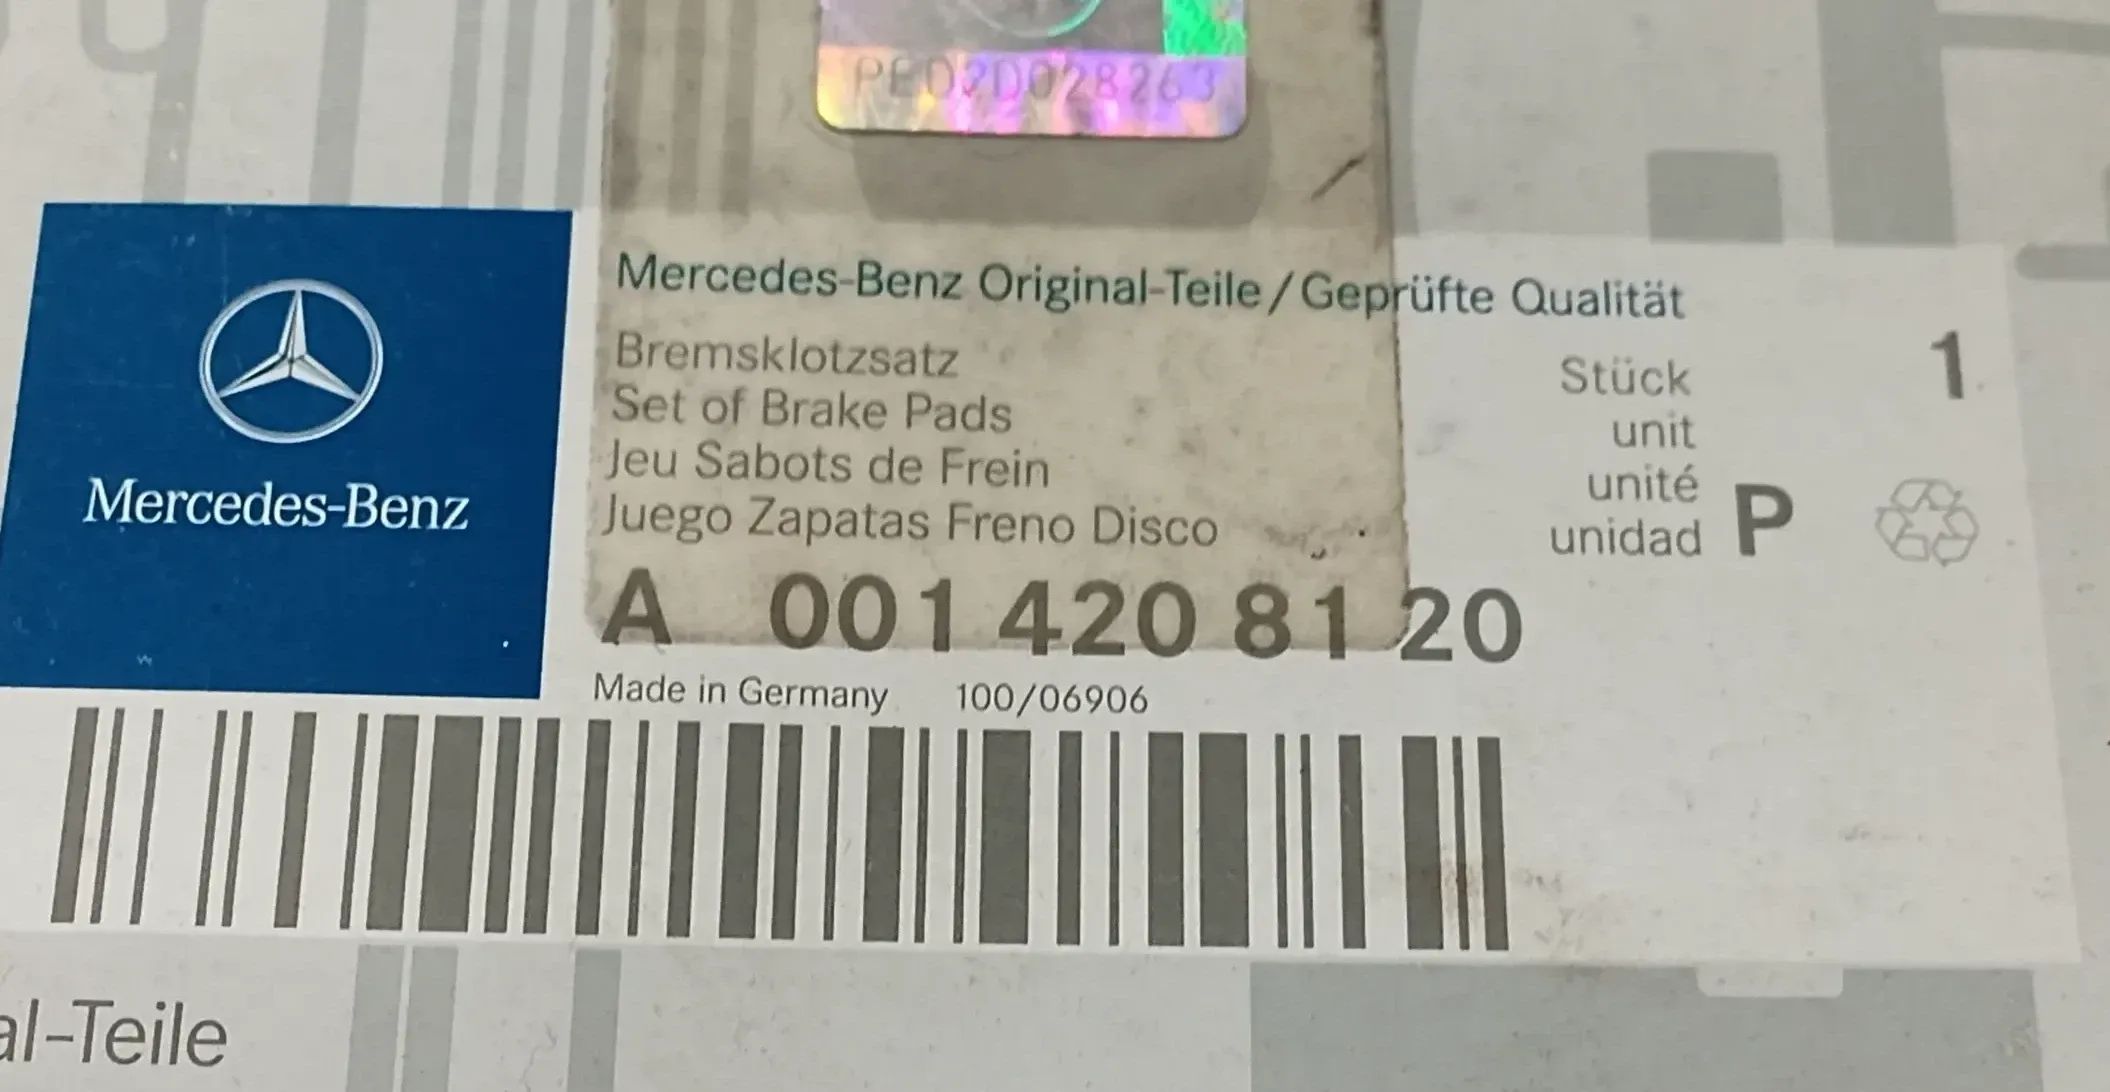 PE02D028263
Mercedes-Benz
Mercedes-Benz Original-Teile/Geprüfte Qualität
Bremsklotzsatz
Set of Brake Pads
Jeu Sabots de Frein
Juego Zapatas Freno Disco
Stück 1
unit
unité
unidad P
A 001 420 81 20
Made in Germany 100/06906
al-Teile